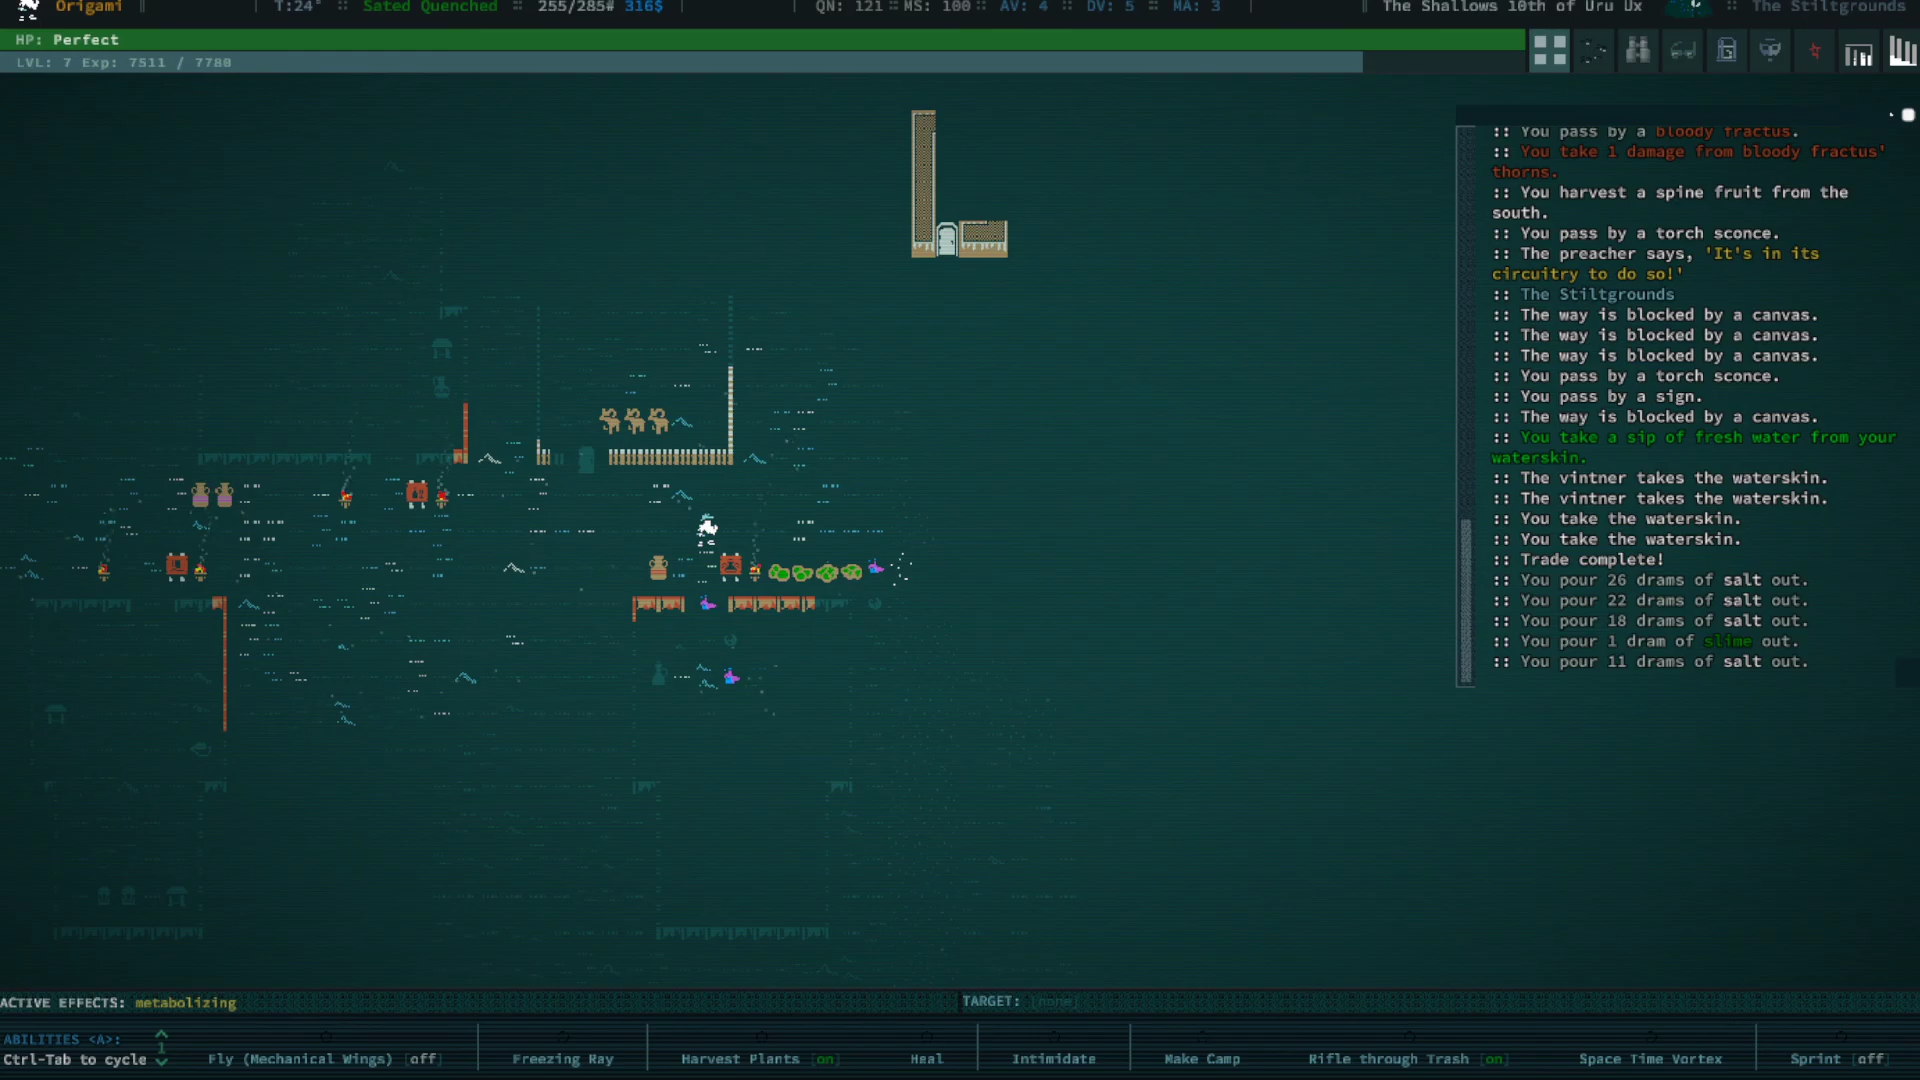 Origami T:24° :: Sated Quenched :: 255/285# 316$ QN: 121 :: MS: 100 :: AV: 4 :: DV: 5 :: MA: 3 The Shallows 10th of Uru Ux :: The Stiltgrounds
HP: Perfect
LVL: 7 Exp: 7511 / 7780
:: You pass by a bloody fractus.
:: You take 1 damage from bloody fractus'
thorns.
:: You harvest a spine fruit from the
south.
:: You pass by a torch sconce.
:: The preacher says, 'It's in its
circuitry to do so!'
:: The Stiltgrounds
:: The way is blocked by a canvas.
:: The way is blocked by a canvas.
:: The way is blocked by a canvas.
:: You pass by a torch sconce.
:: You pass by a sign.
:: The way is blocked by a canvas.
:: You take a sip of fresh water from your
waterskin.
:: The vintner takes the waterskin.
:: The vintner takes the waterskin.
:: You take the waterskin.
:: You take the waterskin.
:: Trade complete!
:: You pour 26 drams of salt out.
:: You pour 22 drams of salt out.
:: You pour 18 drams of salt out.
:: You pour 1 dram of slime out.
:: You pour 11 drams of salt out.
ACTIVE EFFECTS: metabolizing TARGET: [none]
ABILITIES <A>: 1
Ctrl-Tab to cycle Fly (Mechanical Wings) [off] Freezing Ray Harvest Plants [on] Heal Intimidate Make Camp Rifle through Trash [on] Space Time Vortex Sprint [off]